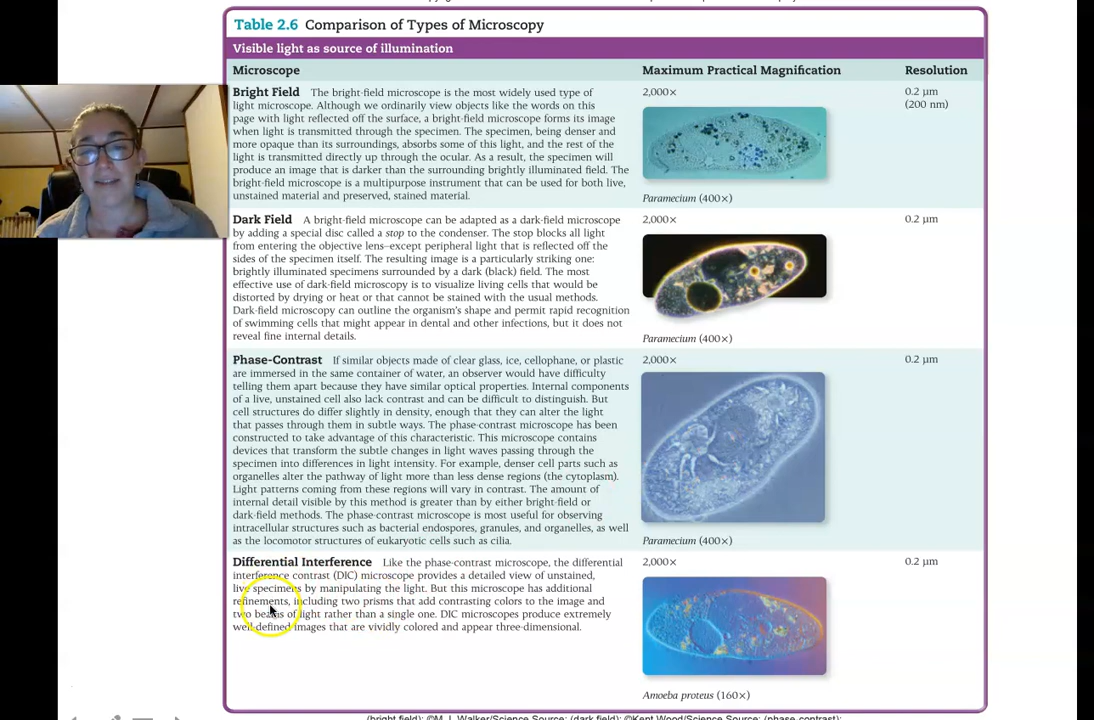 Table 2.6 Comparison of Types of Microscopy
Visible light as source of illumination
Microscope Maximum Practical Magnification Resolution
Bright Field The bright-field microscope is the most widely used type of
light microscope. Although we ordinarily view objects like the words on this
page with light reflected off the surface, a bright-field microscope forms its image
when light is transmitted through the specimen. The specimen, being denser and
more opaque than its surroundings, absorbs some of this light, and the rest of the
light is transmitted directly up through the ocular. As a result, the specimen will
produce an image that is darker than the surrounding brightly illuminated field. The
bright-field microscope is a multipurpose instrument that can be used for both live,
unstained material and preserved, stained material.
2,000×
Paramecium (400×)
0.2 µm
(200 nm)
Dark Field A bright-field microscope can be adapted as a dark-field microscope
by adding a special disc called a stop to the condenser. The stop blocks all light
from entering the objective lens—except peripheral light that is reflected off the
sides of the specimen itself. The resulting image is a particularly striking one:
brightly illuminated specimens surrounded by a dark (black) field. The most
effective use of dark-field microscopy is to visualize living cells that would be
distorted by drying or heat or that cannot be stained with the usual methods.
Dark-field microscopy can outline the organism's shape and permit rapid recognition
of swimming cells that might appear in dental and other infections, but it does not
reveal fine internal details.
2,000×
Paramecium (400×)
0.2 µm
Phase-Contrast If similar objects made of clear glass, ice, cellophane, or plastic
are immersed in the same container of water, an observer would have difficulty
telling them apart because they have similar optical properties. Internal components
of a live, unstained cell also lack contrast and can be difficult to distinguish. But
cell structures do differ slightly in density, enough that they can alter the light
that passes through them in subtle ways. The phase-contrast microscope has been
constructed to take advantage of this characteristic. This microscope contains
devices that transform the subtle changes in light waves passing through the
specimen into differences in light intensity. For example, denser cell parts such as
organelles alter the pathway of light more than less dense regions (the cytoplasm).
Light patterns coming from these regions will vary in contrast. The amount of
internal detail visible by this method is greater than by either bright-field or
dark-field methods. The phase-contrast microscope is most useful for observing
intracellular structures such as bacterial endospores, granules, and organelles, as well
as the locomotor structures of eukaryotic cells such as cilia.
2,000×
Paramecium (400×)
0.2 µm
Differential Interference Like the phase-contrast microscope, the differential
interference contrast (DIC) microscope provides a detailed view of unstained,
live specimens by manipulating the light. But this microscope has additional
refinements, including two prisms that add contrasting colors to the image and
two beams of light rather than a single one. DIC microscopes produce extremely
well-defined images that are vividly colored and appear three-dimensional.
2,000×
Amoeba proteus (160×)
0.2 µm
(bright field): ©M. I. Walker/Science Source; (dark field): ©Kent Wood/Science Source; (phase contrast):